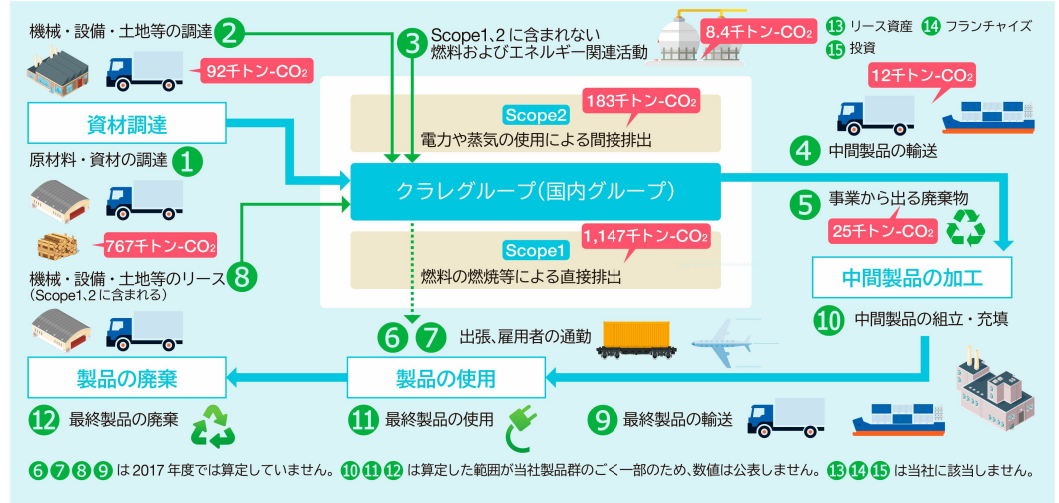 機械・設備・土地等の調達 2
92千トン-CO2
3 Scope1、2に含まれない
燃料およびエネルギー関連活動
8.4千トン-CO2
13 リース資産 14 フランチャイズ
15 投資
12千トン-CO2
資材調達
Scope2
183千トン-CO2
電力や蒸気の使用による間接排出
4 中間製品の輸送
原材料・資材の調達 1
クラレグループ(国内グループ)
5 事業から出る廃棄物
25千トン-CO2
767千トン-CO2
Scope1
1,147千トン-CO2
燃料の燃焼等による直接排出
機械・設備・土地等のリース 8
(Scope1、2に含まれる)
中間製品の加工
10 中間製品の組立・充填
6 7 出張、雇用者の通勤
製品の廃棄
製品の使用
12 最終製品の廃棄
11 最終製品の使用
9 最終製品の輸送
6 7 8 9 は2017年度では算定していません。10 11 12 は算定した範囲が当社製品群のごく一部のため、数値は公表しません。13 14 15 は当社に該当しません。